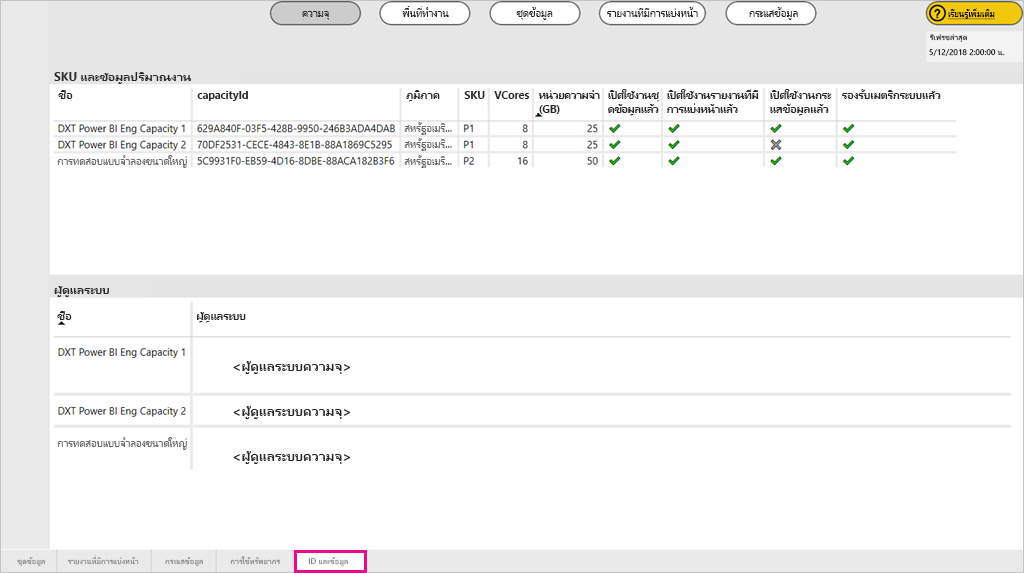 ความจุ
พื้นที่ทำงาน
ชุดข้อมูล
รายงานที่มีการแบ่งหน้า
กระแสข้อมูล
? เรียนรู้เพิ่มเติม
รีเฟรชล่าสุด
5/12/2018 2:00:00 น.
SKU และข้อมูลปริมาณงาน
ชื่อ capacityId ภูมิภาค SKU VCores หน่วยความจำ เปิดใช้งานชุ เปิดใช้งานรายงานที่มี เปิดใช้งานกระ รองรับเมตริกระบบแล้ว
(GB) ดข้อมูลแล้ว การแบ่งหน้าแล้ว แสข้อมูลแล้ว
DXT Power BI Eng Capacity 1 629A840F-03F5-428B-9950-246B3ADA4DAB สหรัฐอเมริ... P1 8 25
DXT Power BI Eng Capacity 2 70DF2531-CECE-4843-8E1B-88A1869C5295 สหรัฐอเมริ... P1 8 25
การทดสอบแบบจำลองขนาดใหญ่ 5C9931F0-EB59-4D16-8DBE-88ACA182B3F6 สหรัฐอเมริ... P2 16 50
ผู้ดูแลระบบ
ชื่อ ผู้ดูแลระบบ
DXT Power BI Eng Capacity 1
<ผู้ดูแลระบบความจุ>
DXT Power BI Eng Capacity 2 <ผู้ดูแลระบบความจุ>
การทดสอบแบบจำลองขนาดใหญ่
<ผู้ดูแลระบบความจุ>
ชุดข้อมูล รายงานที่มีการแบ่งหน้า กระแสข้อมูล การใช้ทรัพยากร ID และข้อมูล